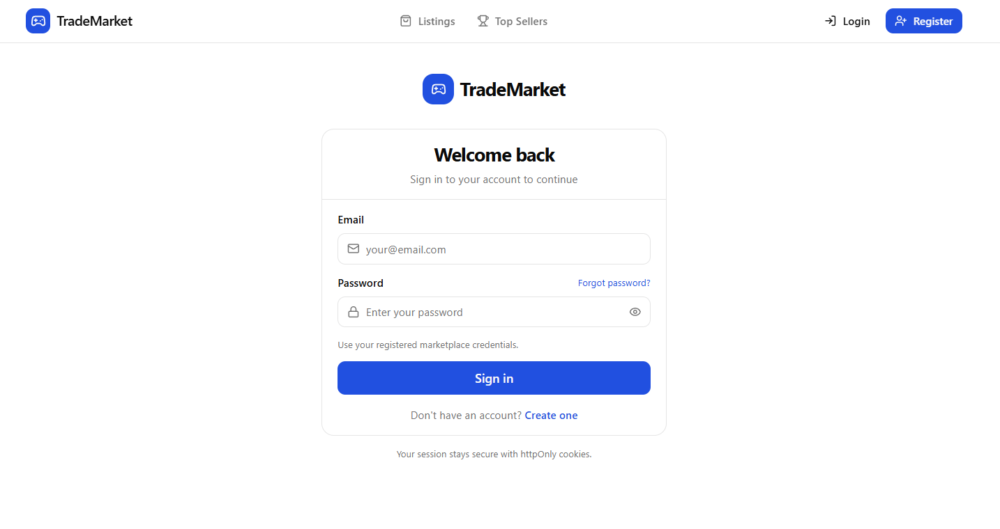 TradeMarket
Listings
Top Sellers
Login
Register
TradeMarket
Welcome back
Sign in to your account to continue
Email
your@email.com
Password
Forgot password?
Enter your password
Use your registered marketplace credentials.
Sign in
Don't have an account? Create one
Your session stays secure with httpOnly cookies.